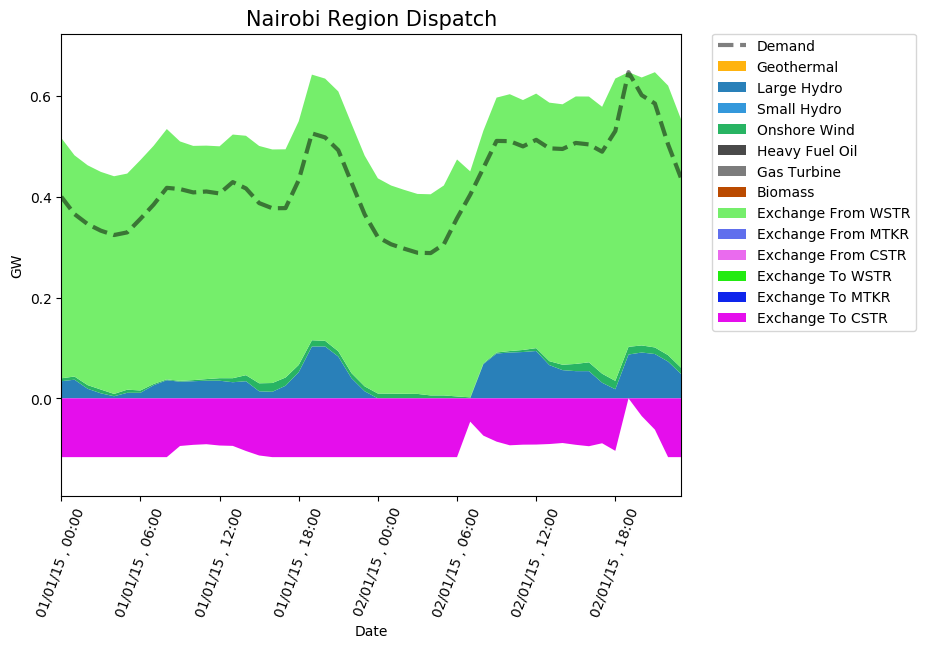 Nairobi Region Dispatch
GW
0.6
0.4
0.2
0.0
01/01/15 , 00:00
01/01/15 , 06:00
01/01/15 , 12:00
01/01/15 , 18:00
02/01/15 , 00:00
02/01/15 , 06:00
02/01/15 , 12:00
02/01/15 , 18:00
Date
Demand
Geothermal
Large Hydro
Small Hydro
Onshore Wind
Heavy Fuel Oil
Gas Turbine
Biomass
Exchange From WSTR
Exchange From MTKR
Exchange From CSTR
Exchange To WSTR
Exchange To MTKR
Exchange To CSTR